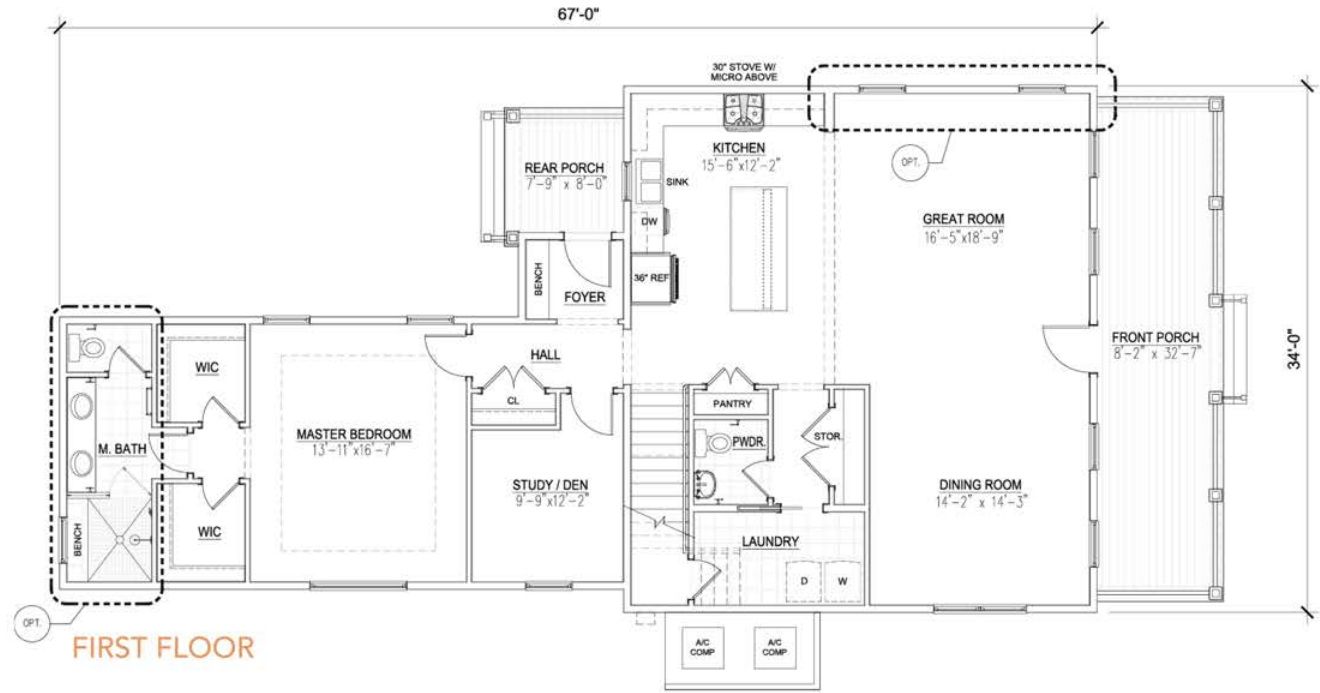 67'-0"
30" STOVE W/
MICRO ABOVE
KITCHEN
15'-6"x12'-2"
OPT.
REAR PORCH
7'-9" x 8'-0"
SINK
DW
GREAT ROOM
16'-5"x18'-9"
36" REF
BENCH
FOYER
FRONT PORCH
8'-2" x 32'-7"
34'-0"
HALL
WIC
CL
PANTRY
MASTER BEDROOM
13'-11"x16'-7"
M. BATH
PWDR.
STOR.
STUDY / DEN
9'-9"x12'-2"
DINING ROOM
14'-2" x 14'-3"
WIC
BENCH
LAUNDRY
D
W
OPT.
FIRST FLOOR
A/C
COMP
A/C
COMP